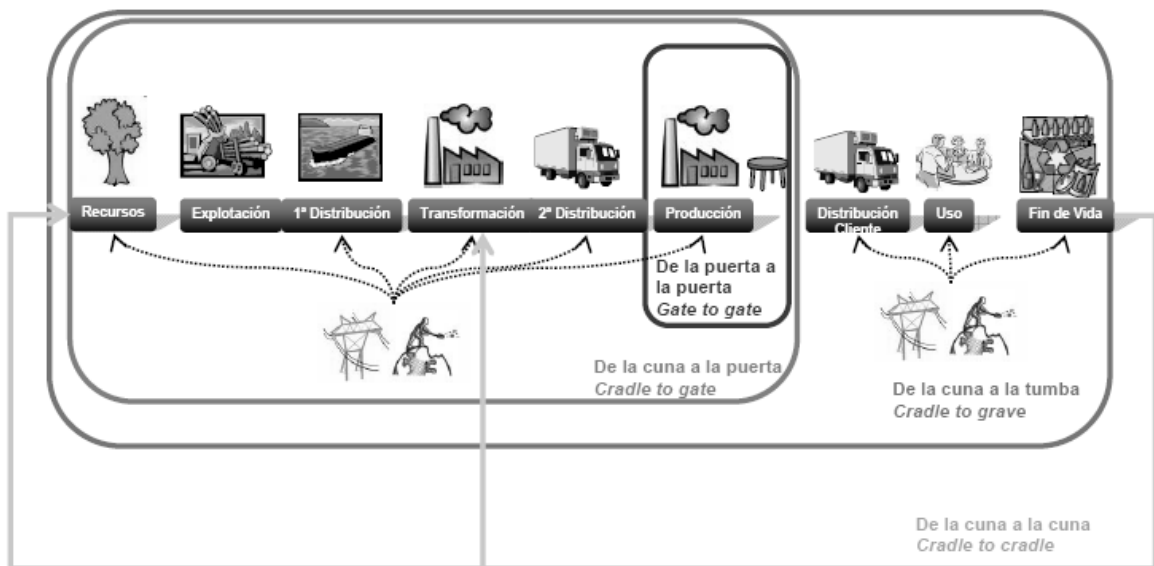 Recursos
Explotación
1ª Distribución
Transformación
2ª Distribución
Producción
Distribución
Cliente
Uso
Fin de Vida
De la puerta a
la puerta
Gate to gate
De la cuna a la puerta
Cradle to gate
De la cuna a la tumba
Cradle to grave
De la cuna a la cuna
Cradle to cradle